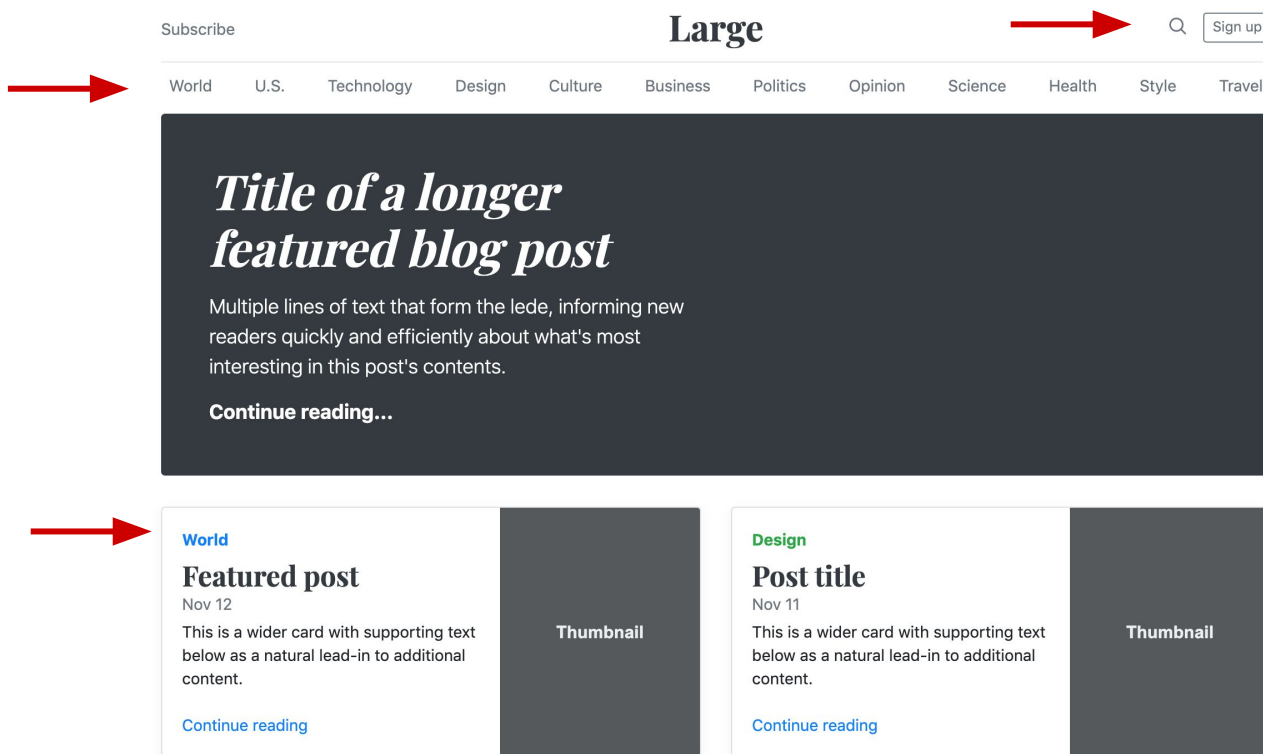 Subscribe
Large
Sign up
World U.S. Technology Design Culture Business Politics Opinion Science Health Style Travel
Title of a longer
featured blog post
Multiple lines of text that form the lede, informing new
readers quickly and efficiently about what's most
interesting in this post's contents.
Continue reading...
World
Featured post
Nov 12
This is a wider card with supporting text
below as a natural lead-in to additional
content.
Continue reading
Thumbnail
Design
Post title
Nov 11
This is a wider card with supporting text
below as a natural lead-in to additional
content.
Continue reading
Thumbnail